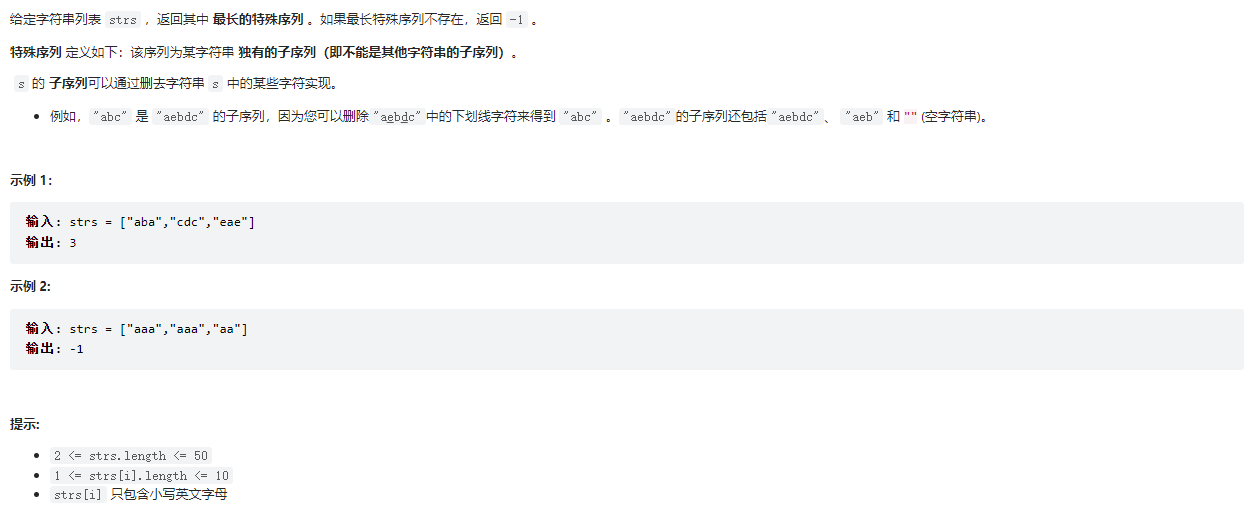 给定字符串列表 strs ，返回其中 最长的特殊序列 。如果最长特殊序列不存在，返回 -1 。
特殊序列 定义如下：该序列为某字符串 独有的子序列（即不能是其他字符串的子序列）。
s 的 子序列可以通过删去字符串 s 中的某些字符实现。
例如，"abc" 是 "aebdc" 的子序列，因为您可以删除 "aebdc" 中的下划线字符来得到 "abc" 。"aebdc" 的子序列还包括 "aebdc"、 "aeb" 和 "" (空字符串)。
示例 1：
输入: strs = ["aba","cdc","eae"]
输出: 3
示例 2:
输入: strs = ["aaa","aaa","aa"]
输出: -1
提示:
2 <= strs.length <= 50
1 <= strs[i].length <= 10
strs[i] 只包含小写英文字母